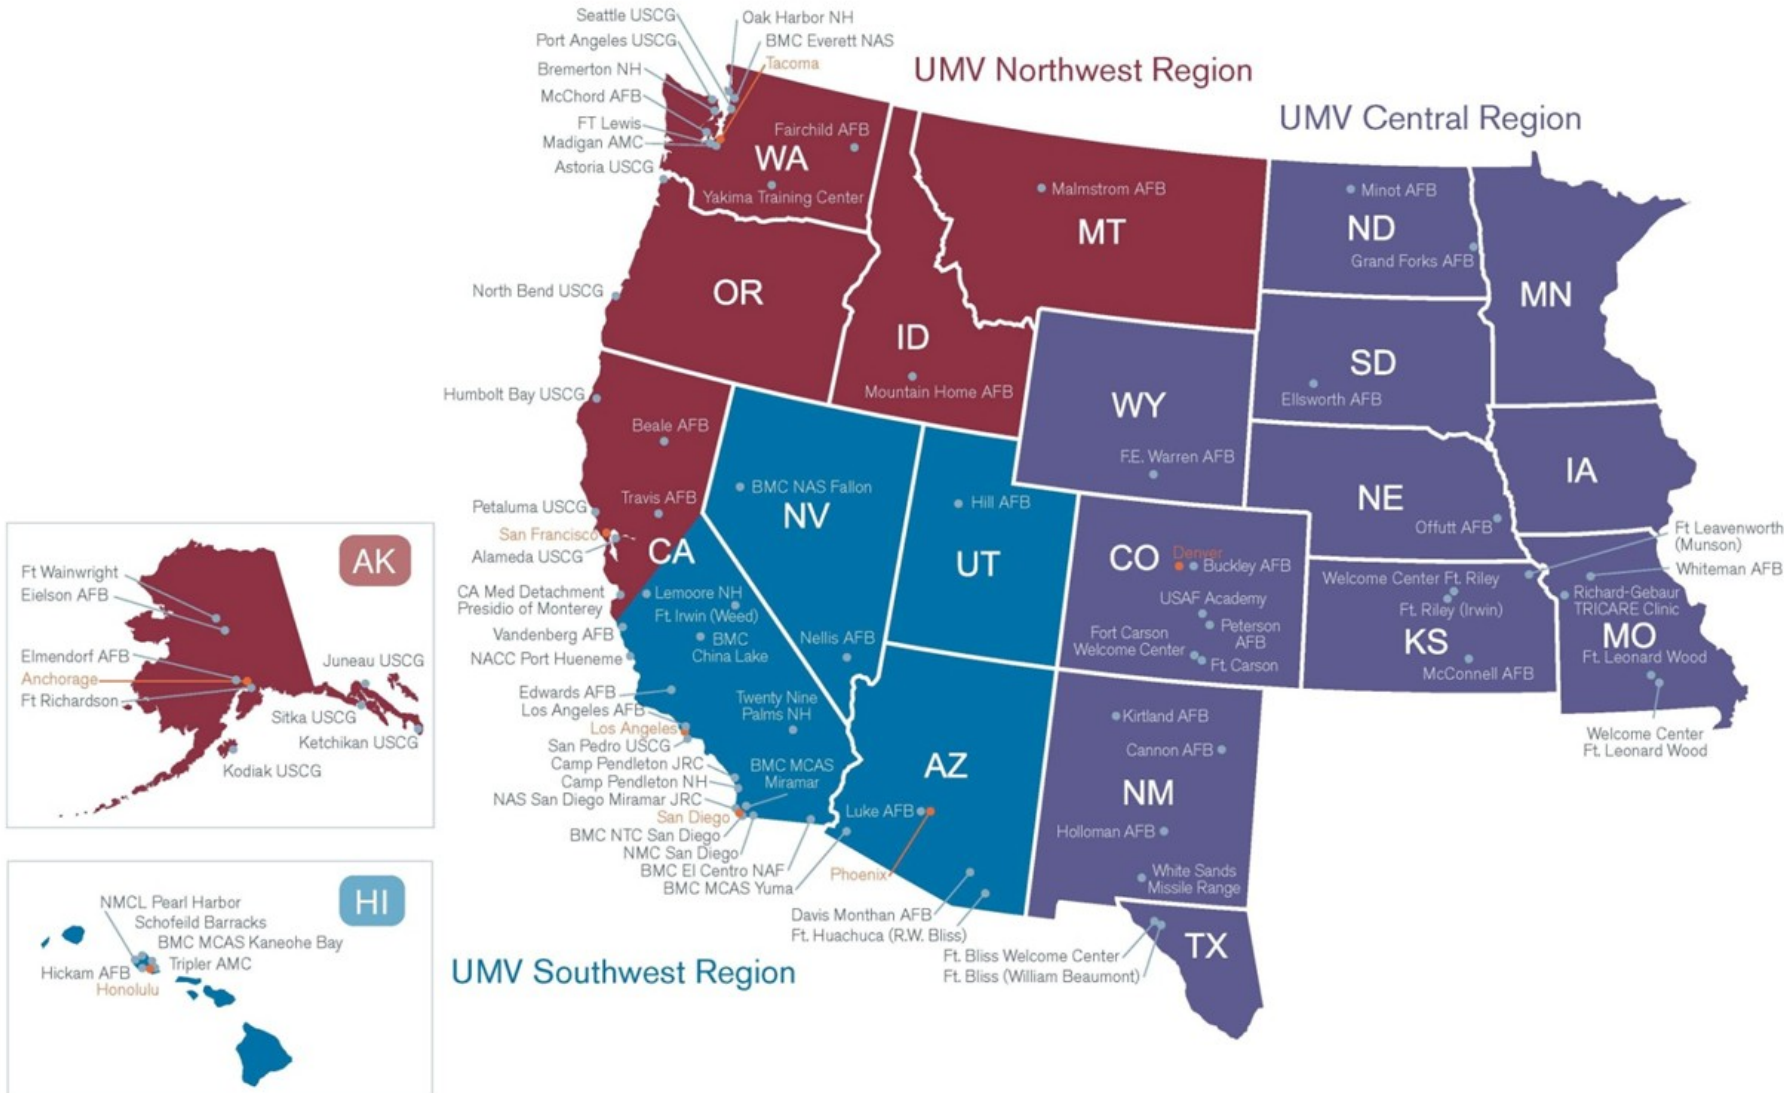 Seattle USCG
Oak Harbor NH
Port Angeles USCG
BMC Everett NAS
Bremerton NH
Tacoma
McChord AFB
FT Lewis
Madigan AMC
Astoria USCG
UMV Northwest Region
UMV Central Region
Fairchild AFB
WA
Yakima Training Center
Malmstrom AFB
MT
Minot AFB
ND
Grand Forks AFB
MN
North Bend USCG
OR
ID
Mountain Home AFB
SD
Ellsworth AFB
WY
F.E. Warren AFB
IA
NE
Offutt AFB
Humbolt Bay USCG
Beale AFB
Travis AFB
Petaluma USCG
San Francisco
Alameda USCG
CA
BMC NAS Fallon
NV
Hill AFB
UT
CO
Denver
Buckley AFB
USAF Academy
Peterson
AFB
Fort Carson
Welcome Center
Ft. Carson
Ft Leavenworth
(Munson)
Whiteman AFB
Welcome Center Ft. Riley
Ft. Riley (Irwin)
Richard-Gebaur
TRICARE Clinic
KS
MO
McConnell AFB
Ft. Leonard Wood
Welcome Center
Ft. Leonard Wood
CA Med Detachment
Presidio of Monterey
Lemoore NH
Ft. Irwin (Weed)
Vandenberg AFB
BMC
China Lake
Nellis AFB
NACC Port Hueneme
Edwards AFB
Los Angeles AFB
Twenty Nine
Palms NH
Los Angeles
San Pedro USCG
Camp Pendleton JRC
BMC MCAS
Miramar
Camp Pendleton NH
NAS San Diego Miramar JRC
San Diego
BMC NTC San Diego
NMC San Diego
BMC El Centro NAF
BMC MCAS Yuma
AZ
Luke AFB
Phoenix
Davis Monthan AFB
Ft. Huachuca (R.W. Bliss)
Kirtland AFB
Cannon AFB
NM
Holloman AFB
White Sands
Missile Range
Ft. Bliss Welcome Center
Ft. Bliss (William Beaumont)
TX
UMV Southwest Region
AK
Ft Wainwright
Eielson AFB
Elmendorf AFB
Anchorage
Ft Richardson
Juneau USCG
Sitka USCG
Ketchikan USCG
Kodiak USCG
HI
NMCL Pearl Harbor
Schofeild Barracks
BMC MCAS Kaneohe Bay
Tripler AMC
Hickam AFB
Honolulu